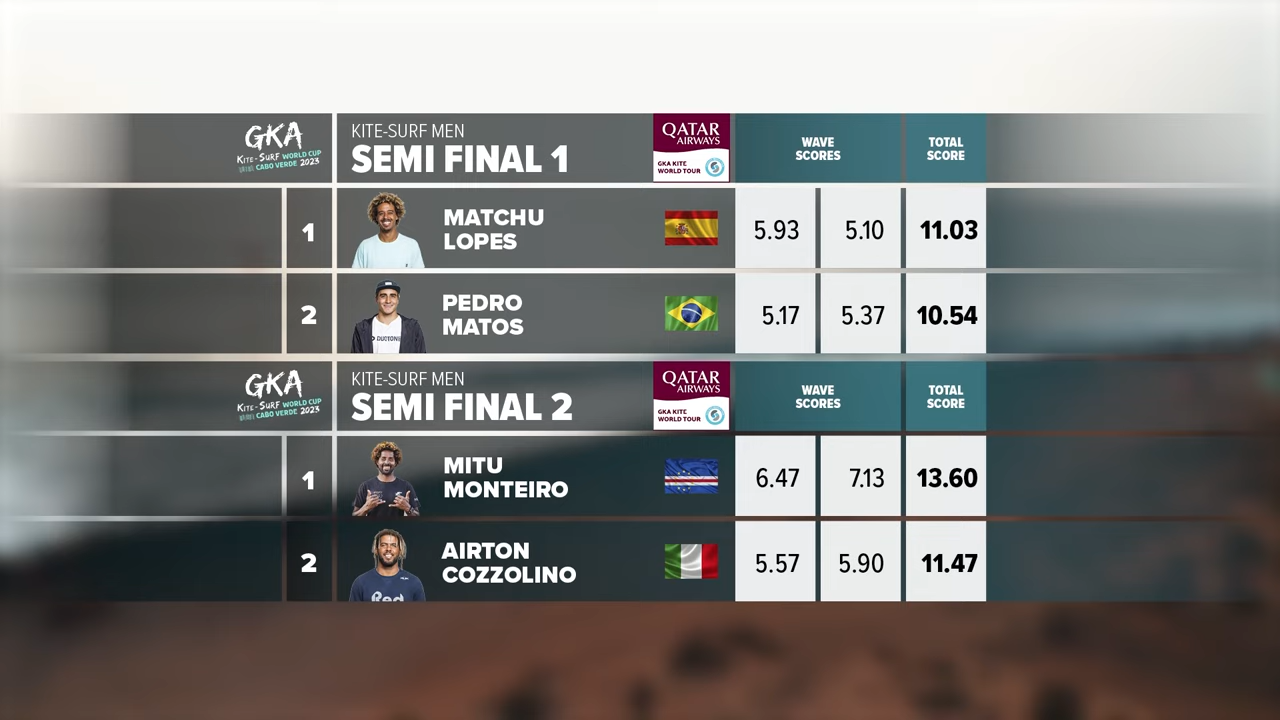 GKA
KITE-SURF WORLD CUP
CABO VERDE 2023
KITE-SURF MEN
SEMI FINAL 1
QATAR
AIRWAYS
GKA KITE
WORLD TOUR
WAVE
SCORES
TOTAL
SCORE
1
MATCHU
LOPES
5.93 5.10 11.03
2
PEDRO
MATOS
5.17 5.37 10.54
GKA
KITE-SURF WORLD CUP
CABO VERDE 2023
KITE-SURF MEN
SEMI FINAL 2
QATAR
AIRWAYS
GKA KITE
WORLD TOUR
WAVE
SCORES
TOTAL
SCORE
1
MITU
MONTEIRO
6.47 7.13 13.60
2
AIRTON
COZZOLINO
Red
5.57 5.90 11.47